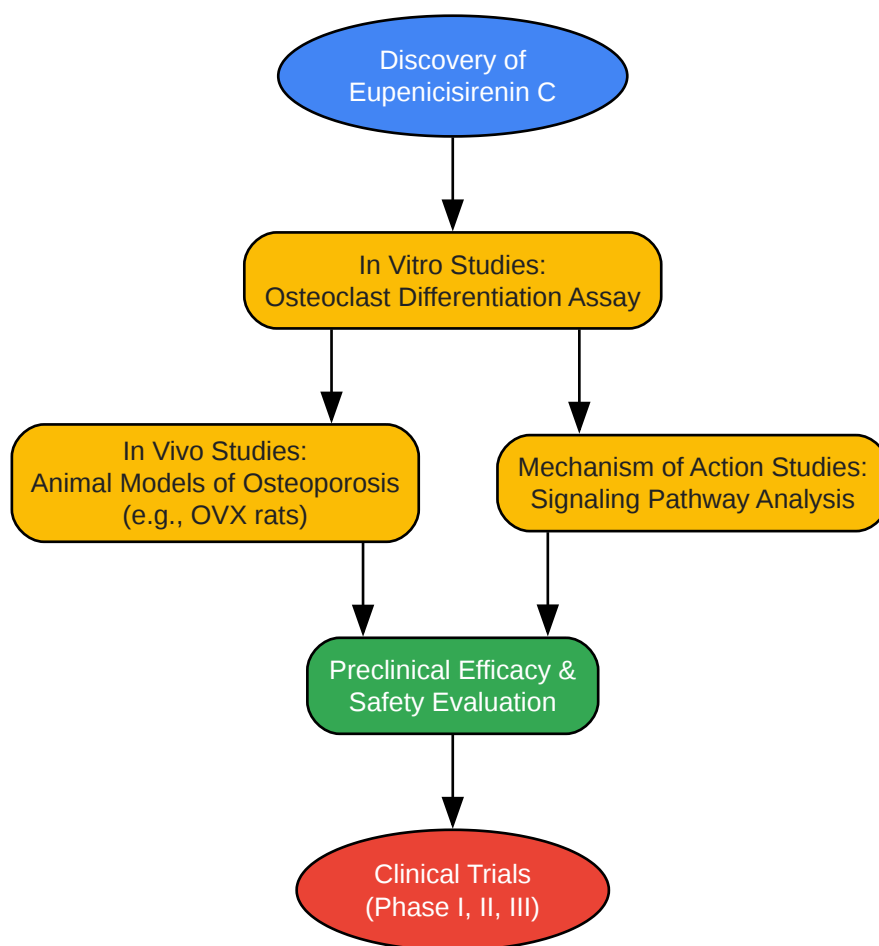 Discovery of
Eupenicisirenin C
In Vitro Studies:
Osteoclast Differentiation Assay
In Vivo Studies:
Animal Models of Osteoporosis
(e.g., OVX rats)
Mechanism of Action Studies:
Signaling Pathway Analysis
Preclinical Efficacy &
Safety Evaluation
Clinical Trials
(Phase I, II, III)